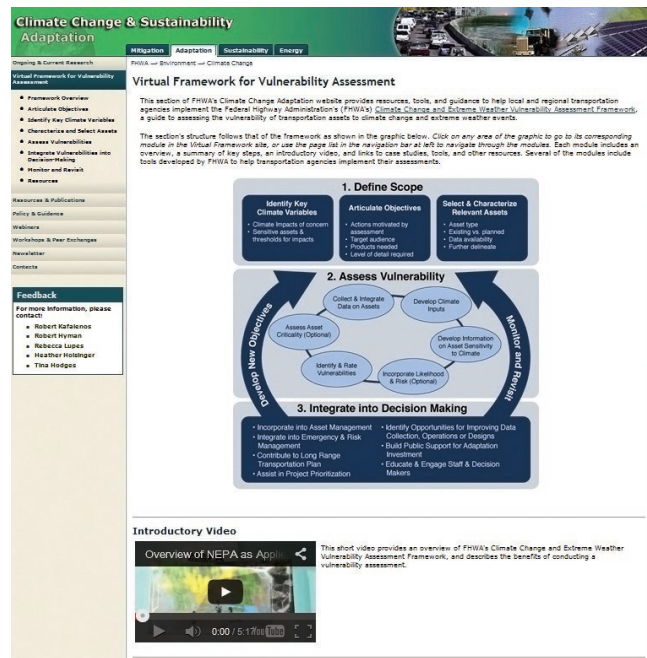 Climate Change & Sustainability
Adaptation
Mitigation Adaptation Sustainability Energy
Ongoing & Current Research
Virtual Framework for Vulnerability
Assessment
Framework Overview
Articulate Objectives
Identify Key Climate Variables
Characterize and Select Assets
Assess Vulnerabilities
Integrate Vulnerabilities into
Decision-Making
Monitor and Revisit
Resources
Resources & Publications
Policy & Guidance
Webinars
Workshops & Peer Exchanges
Newsletter
Contacts
Feedback
For more information, please
contact:
Robert Kafalenos
Robert Hyman
Rebecca Lupes
Heather Holsinger
Tina Hodges
FHWA → Environment → Climate Change
Virtual Framework for Vulnerability Assessment
This section of FHWA's Climate Change Adaptation website provides resources, tools, and guidance to help local and regional transportation
agencies implement the Federal Highway Administration's (FHWA's) Climate Change and Extreme Weather Vulnerability Assessment Framework,
a guide to assessing the vulnerability of transportation assets to climate change and extreme weather events.
The section's structure follows that of the framework as shown in the graphic below. Click on any area of the graphic to go to its corresponding
module in the Virtual Framework site, or use the page list in the navigation bar at left to navigate through the modules. Each module includes an
overview, a summary of key steps, an introductory video, and links to case studies, tools, and other resources. Several of the modules include
tools developed by FHWA to help transportation agencies implement their assessments.
1. Define Scope
Identify Key
Climate Variables
• Climate Impacts of concern
• Sensitive assets &
thresholds for impacts
Articulate Objectives
• Actions motivated by
assessment
• Target audience
• Products needed
• Level of detail required
Select & Characterize
Relevant Assets
• Asset type
• Existing vs. planned
• Data availability
• Further delineate
2. Assess Vulnerability
Collect & Integrate
Data on Assets
Develop Climate
Inputs
Assess Asset
Criticality (Optional)
Develop Information
on Asset Sensitivity
to Climate
Identify & Rate
Vulnerabilities
Incorporate Likelihood
& Risk (Optional)
Develop New Objectives
Monitor and Revisit
3. Integrate into Decision Making
• Incorporate into Asset Management
• Integrate into Emergency & Risk
Management
• Contribute to Long Range
Transportation Plan
• Assist in Project Prioritization
• Identify Opportunities for Improving Data
Collection, Operations or Designs
• Build Public Support for Adaptation
Investment
• Educate & Engage Staff & Decision
Makers
Introductory Video
Overview of NEPA as Applic
0:00 / 5:17 You Tube
This short video provides an overview of FHWA's Climate Change and Extreme Weather
Vulnerability Assessment Framework, and describes the benefits of conducting a
vulnerability assessment.